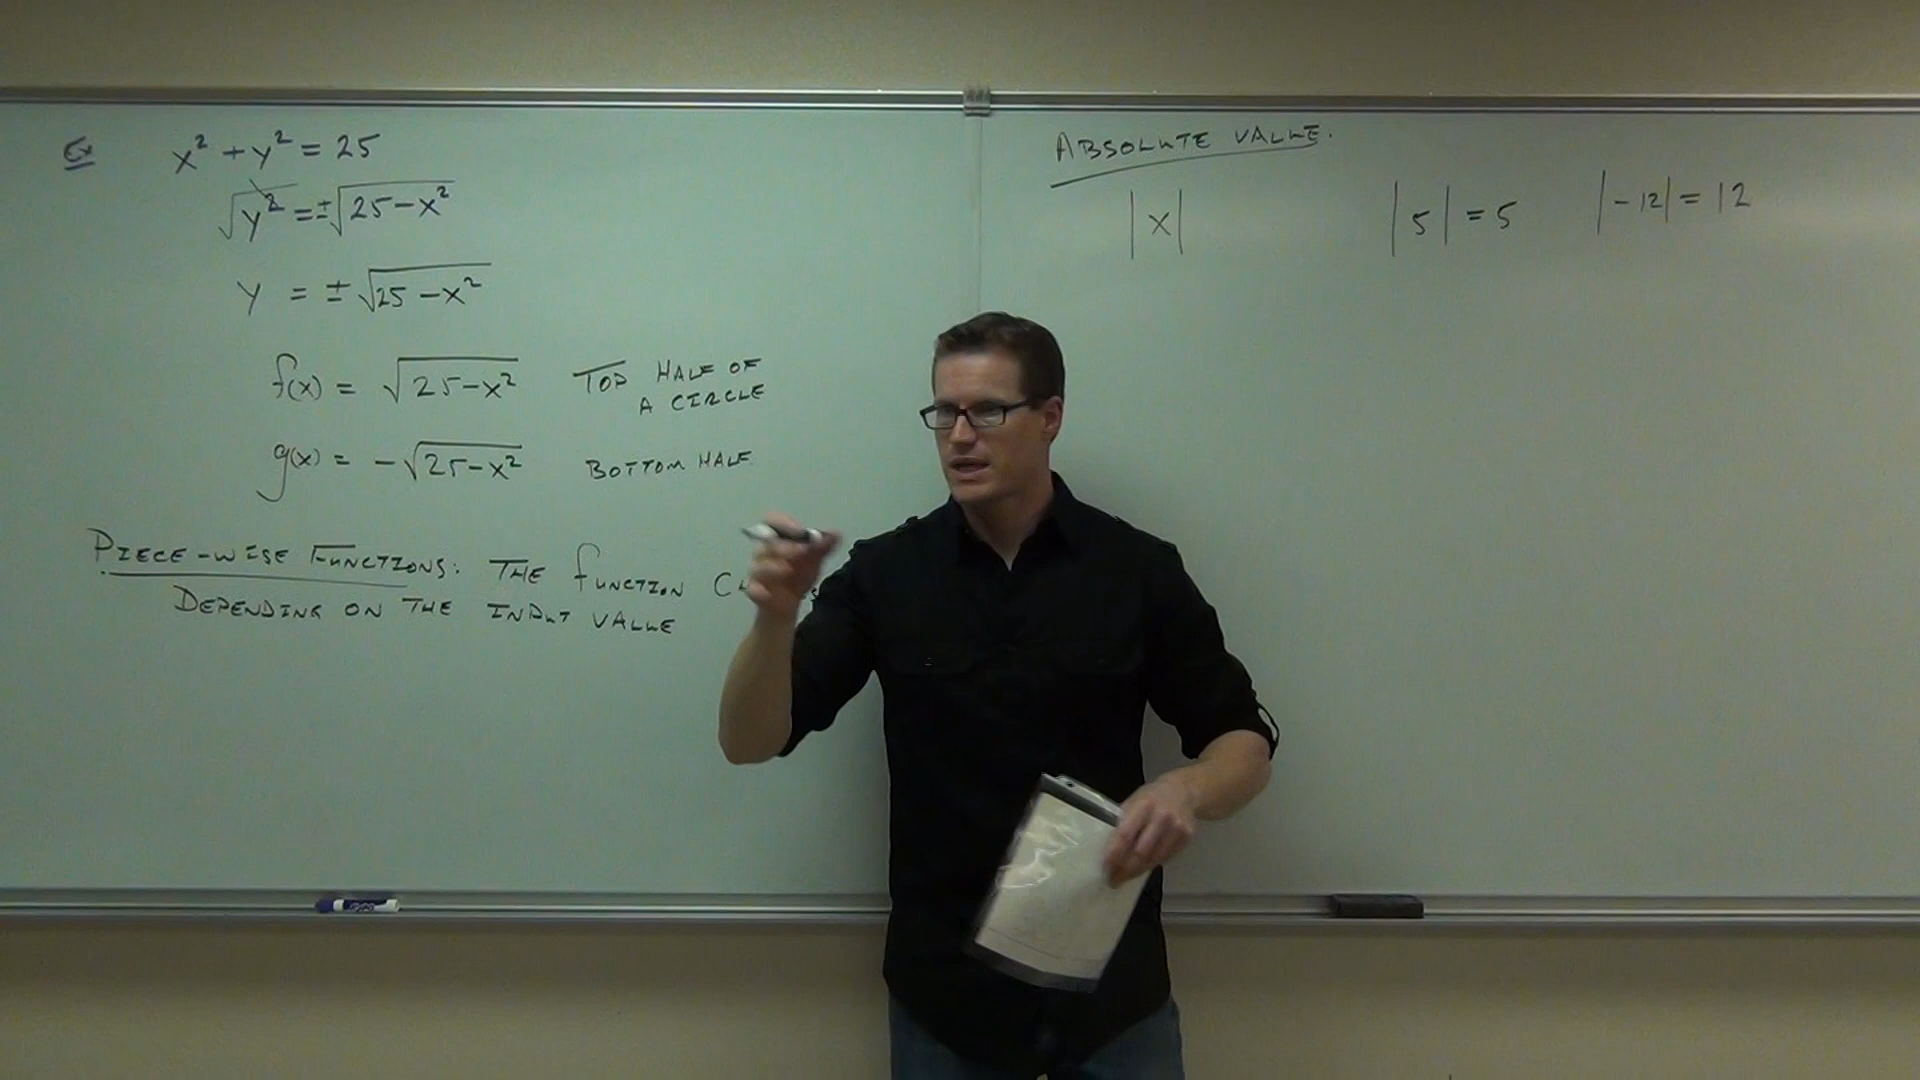 Ex x² + y² = 25
√y² = ±√25-x²
y = ±√25-x²
f(x) = √25-x² TOP HALF OF
A CIRCLE
g(x) = -√25-x² BOTTOM HALF
PIECE-WISE FUNCTIONS: THE FUNCTION
DEPENDING ON THE INPUT VALUE
ABSOLUTE VALUE.
|x| |5| = 5 |-12| = 12